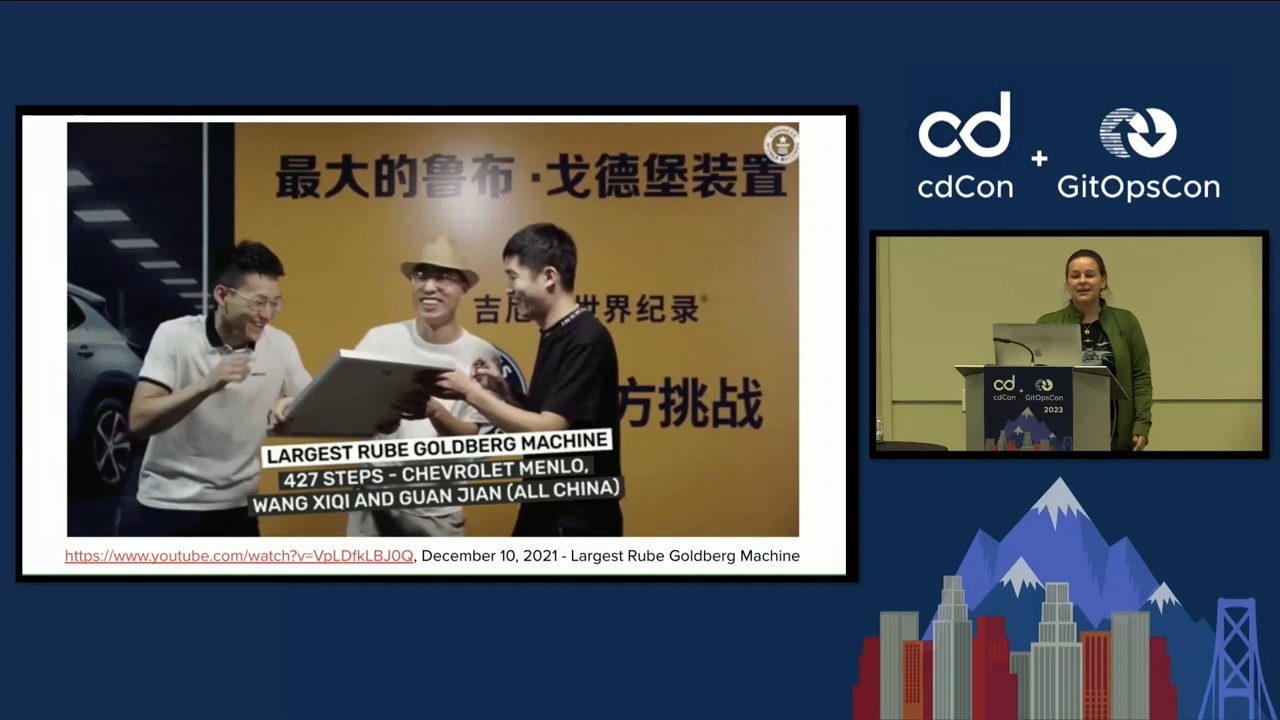 最大的鲁布·戈德堡装置
吉尼 世界纪录®
方挑战
GUINNESS
LARGEST RUBE GOLDBERG MACHINE
427 STEPS - CHEVROLET MENLO,
WANG XIQI AND GUAN JIAN (ALL CHINA)
https://www.youtube.com/watch?v=VpLDfkLBJ0Q, December 10, 2021 - Largest Rube Goldberg Machine
cd
cdCon
+
GitOpsCon
cd
cdCon
+
GitOpsCon
2023